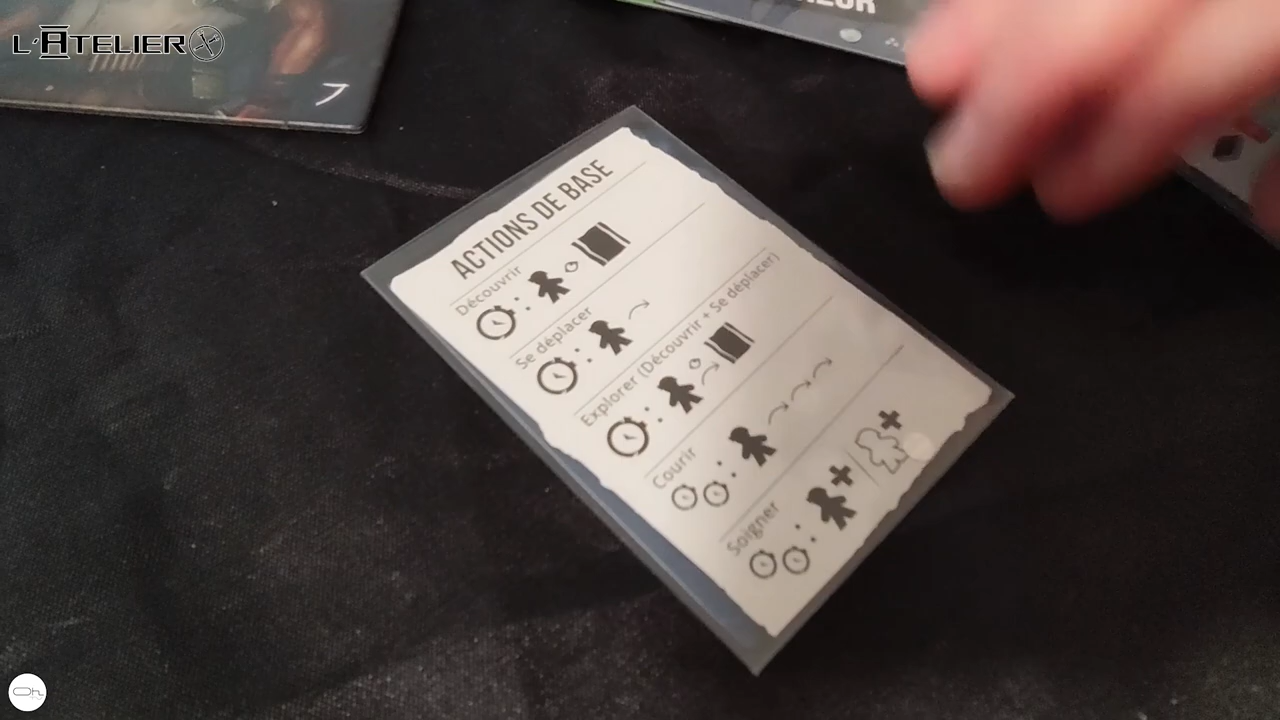 L'ATELIER
ACTIONS DE BASE
Découvrir
Se déplacer
Explorer (Découvrir + Se déplacer)
Courir
Soigner